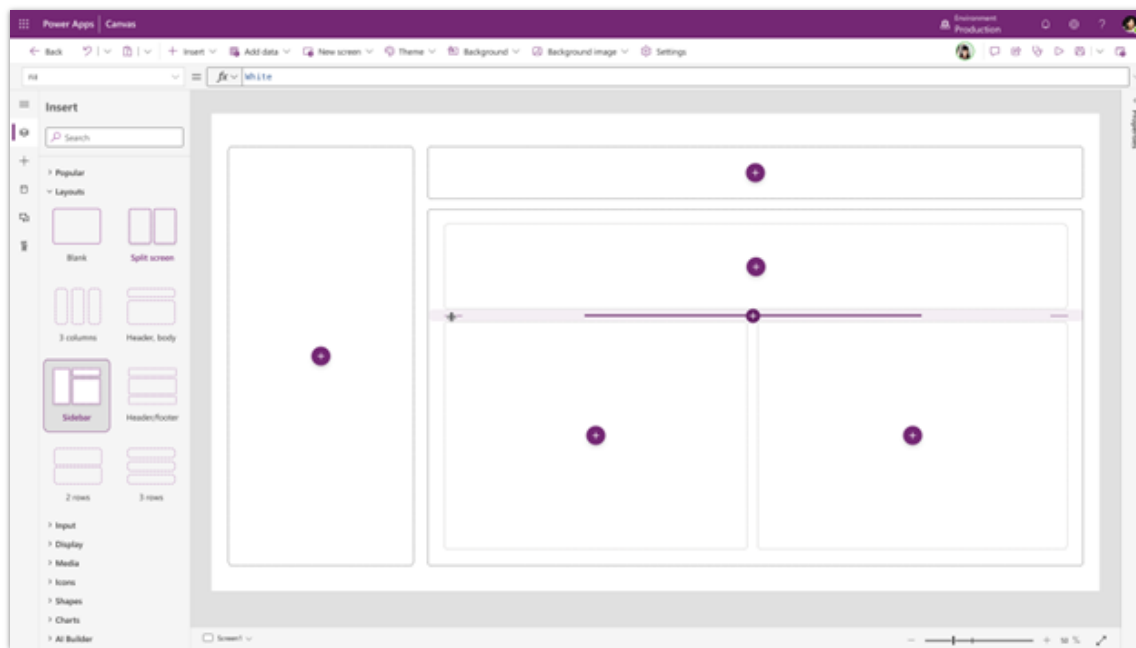 Power Apps | Canvas
Environment
Production
?
Back
Insert
Add data
New screen
Theme
Background
Background image
Settings
= fx White
Insert
Search
Popular
Layouts
Blank
Split screen
3 columns
Header, body
Sidebar
Header/footer
2 rows
3 rows
Input
Display
Media
Icons
Shapes
Charts
AI Builder
Properties
Screen1
%